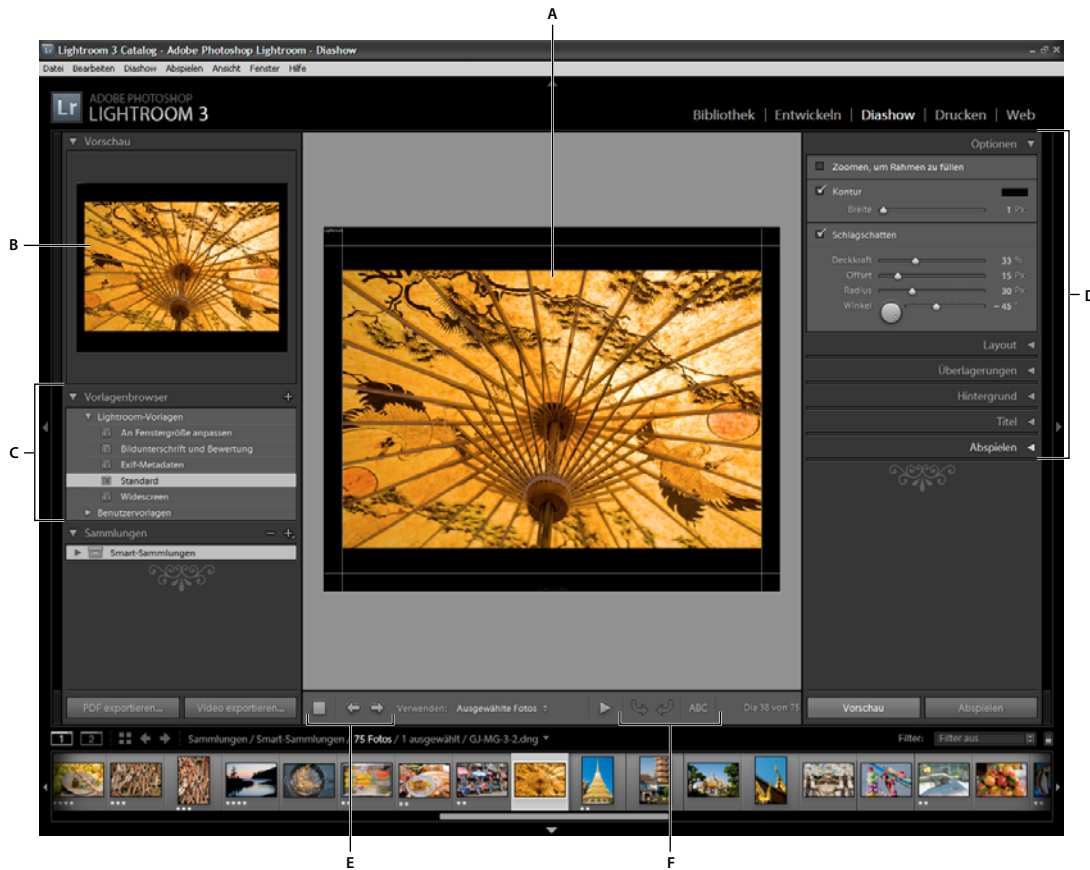 A
Lightroom 3 Catalog - Adobe Photoshop Lightroom - Diashow
Datei Bearbeiten Diashow Abspielen Ansicht Fenster Hilfe
Lr ADOBE PHOTOSHOP
LIGHTROOM 3
Bibliothek | Entwickeln | Diashow | Drucken | Web
Vorschau
B
Vorlagenbrowser +
C
Lightroom-Vorlagen
An Fenstergröße anpassen
Bildunterschrift und Bewertung
Exif-Metadaten
Standard
Widescreen
Benutzervorlagen
Sammlungen − +
Smart-Sammlungen
PDF exportieren... Video exportieren...
Lightroom
Optionen
Zoomen, um Rahmen zu füllen
Kontur
Breite 1 Px
Schlagschatten
Deckkraft 33 %
Offset 15 Px
Radius 30 Px
Winkel - 45 °
D
Layout
Überlagerungen
Hintergrund
Titel
Abspielen
Verwenden: Ausgewählte Fotos ABC Dia 38 von 75
Vorschau Abspielen
1 2 Sammlungen / Smart-Sammlungen / 75 Fotos / 1 ausgewählt / GJ-MG-3-2.dng Filter: Filter aus
E F